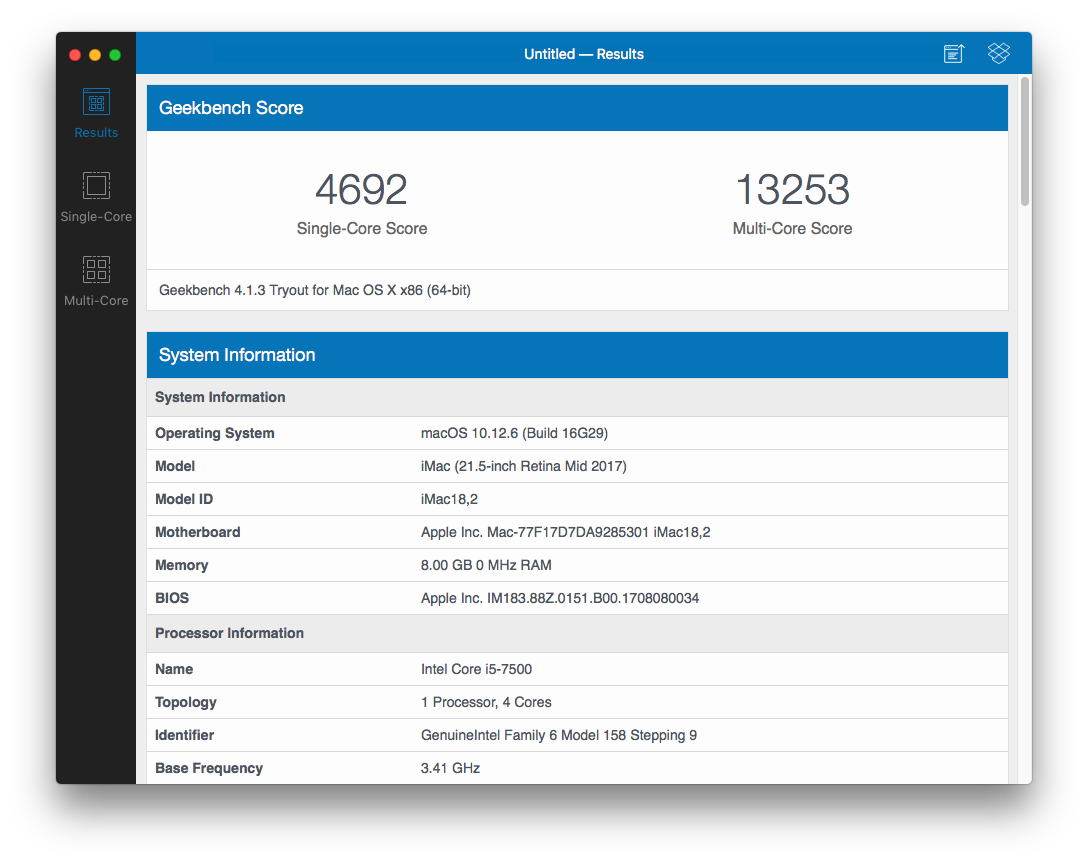 Untitled — Results
Results
Single-Core
Multi-Core
Geekbench Score
4692
Single-Core Score
13253
Multi-Core Score
Geekbench 4.1.3 Tryout for Mac OS X x86 (64-bit)
System Information
System Information
Operating System macOS 10.12.6 (Build 16G29)
Model iMac (21.5-inch Retina Mid 2017)
Model ID iMac18,2
Motherboard Apple Inc. Mac-77F17D7DA9285301 iMac18,2
Memory 8.00 GB 0 MHz RAM
BIOS Apple Inc. IM183.88Z.0151.B00.1708080034
Processor Information
Name Intel Core i5-7500
Topology 1 Processor, 4 Cores
Identifier GenuineIntel Family 6 Model 158 Stepping 9
Base Frequency 3.41 GHz